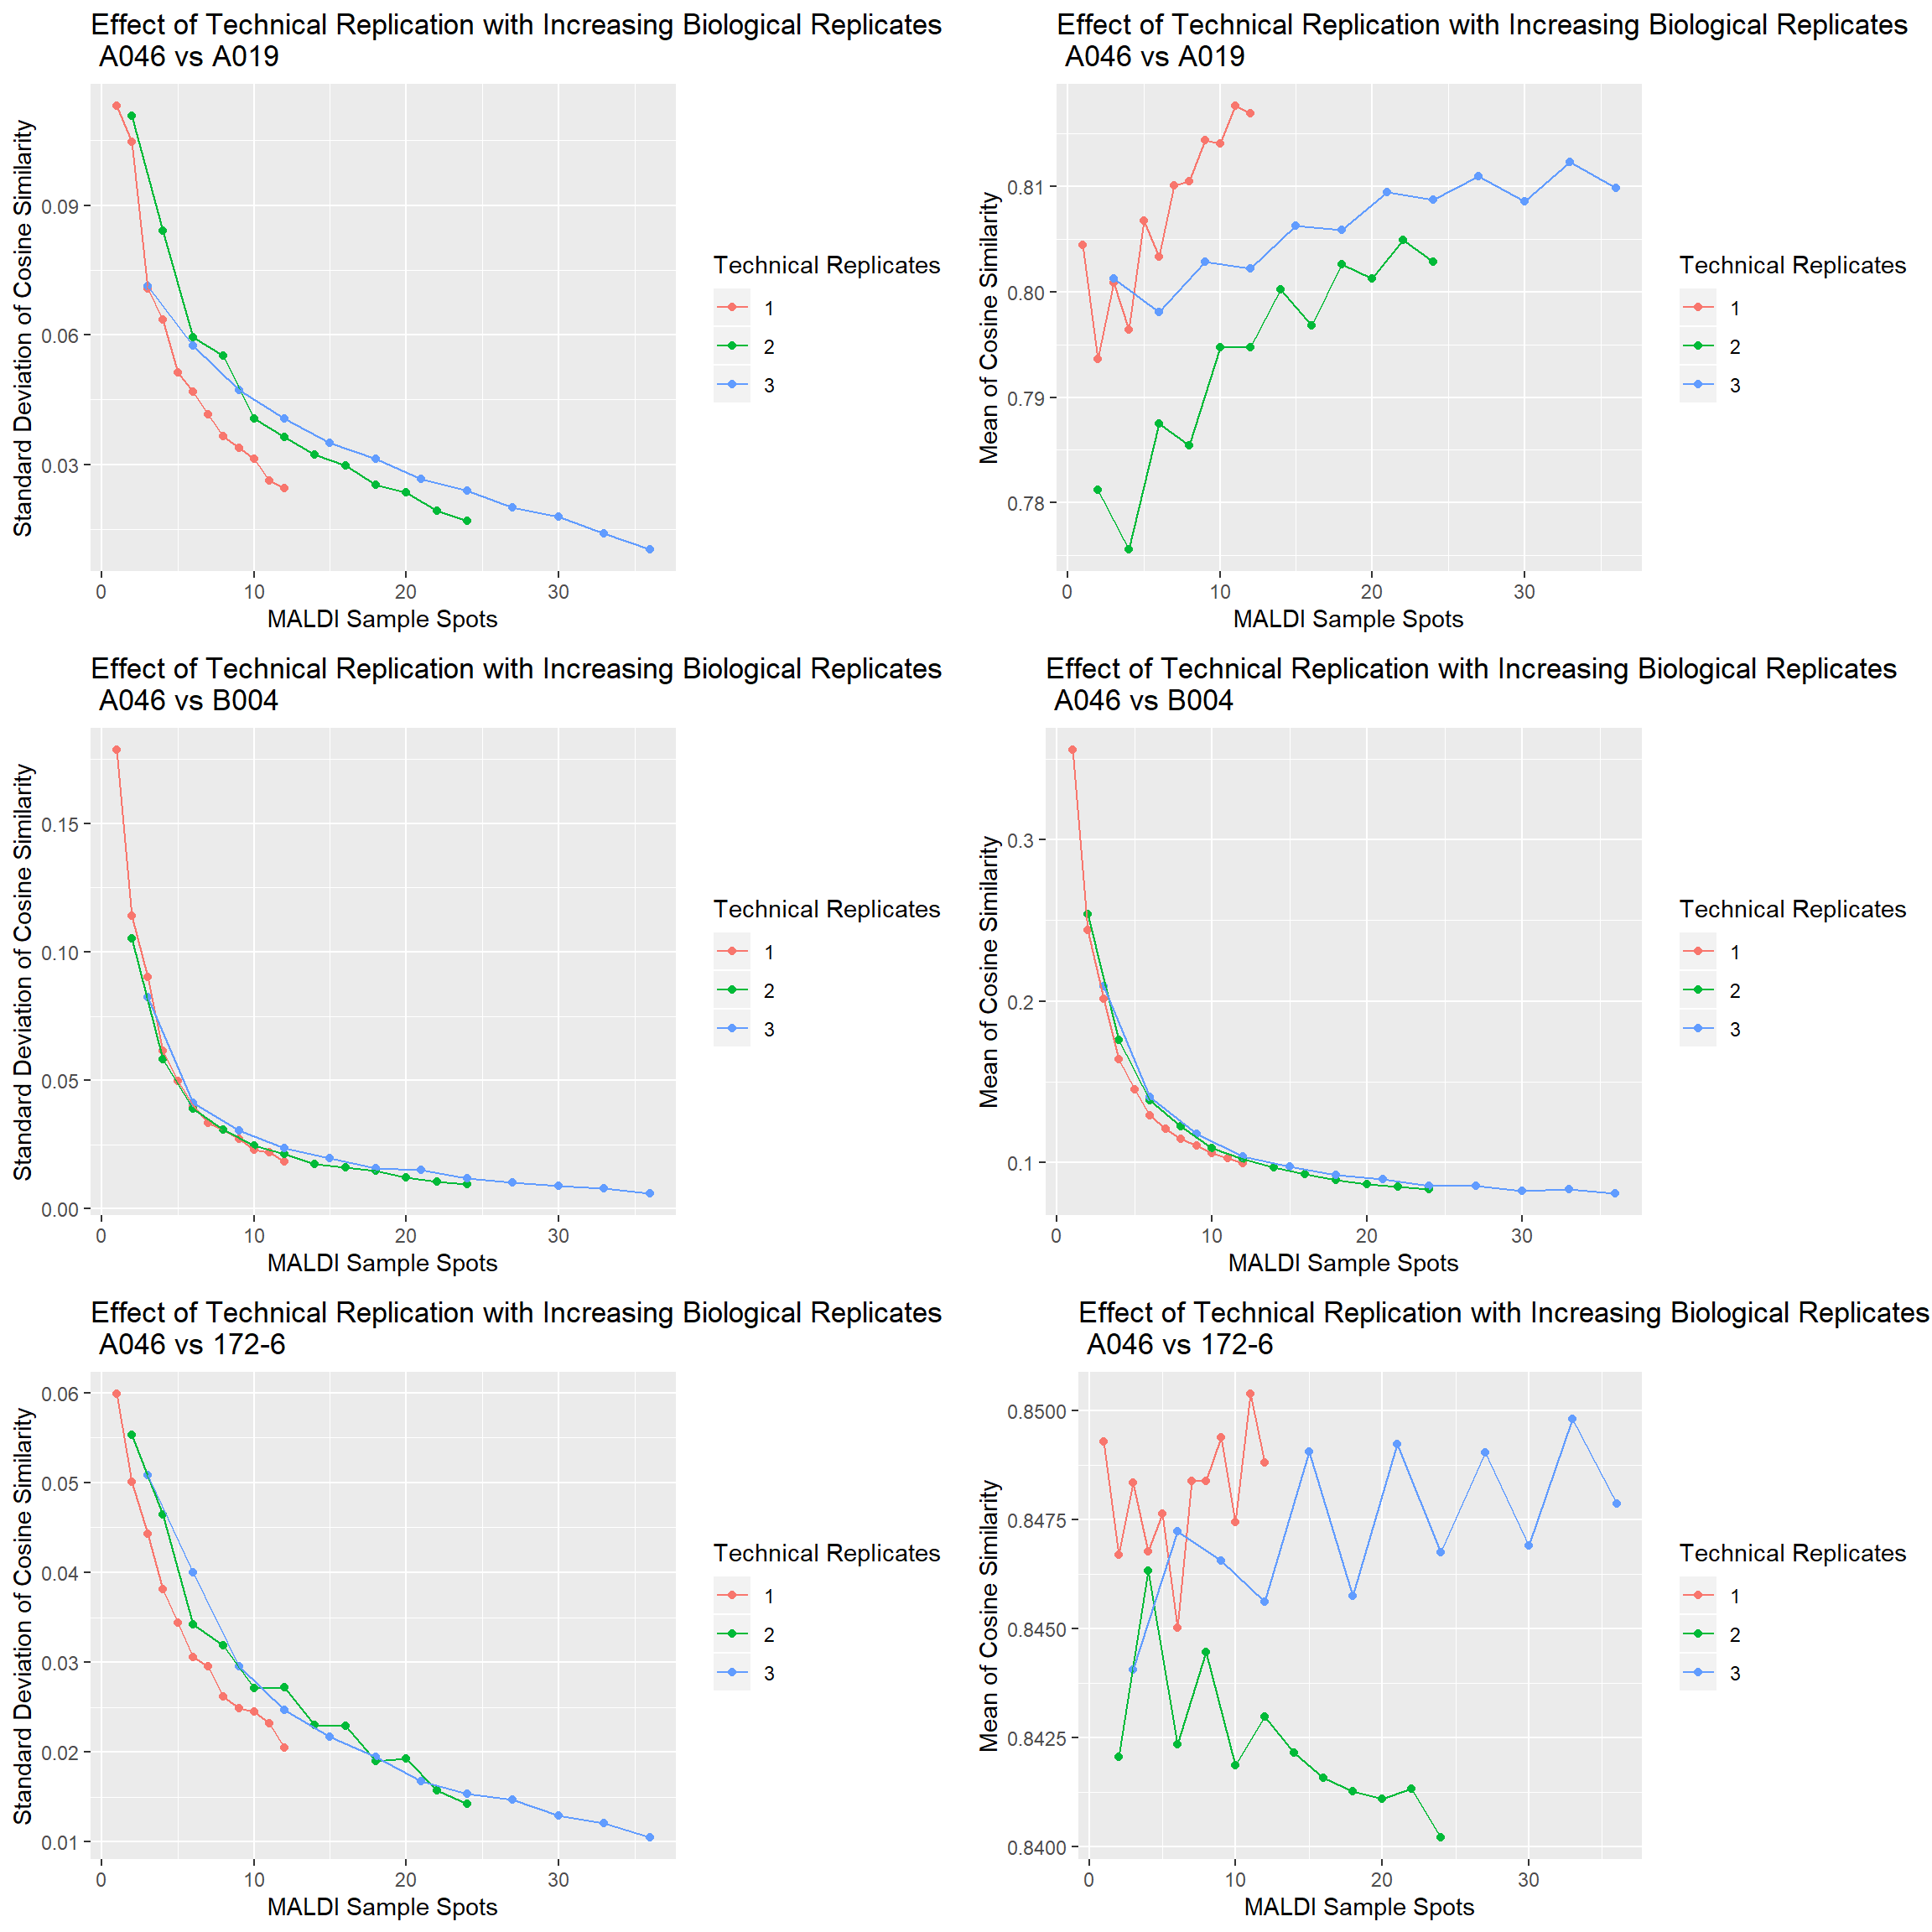 Effect of Technical Replication with Increasing Biological Replicates
A046 vs A019
Standard Deviation of Cosine Similarity
0.09
0.06
0.03
0 10 20 30
MALDI Sample Spots
Technical Replicates
1
2
3
Effect of Technical Replication with Increasing Biological Replicates
A046 vs A019
Mean of Cosine Similarity
0.81
0.80
0.79
0.78
0 10 20 30
MALDI Sample Spots
Technical Replicates
1
2
3
Effect of Technical Replication with Increasing Biological Replicates
A046 vs B004
Standard Deviation of Cosine Similarity
0.15
0.10
0.05
0.00
0 10 20 30
MALDI Sample Spots
Technical Replicates
1
2
3
Effect of Technical Replication with Increasing Biological Replicates
A046 vs B004
Mean of Cosine Similarity
0.3
0.2
0.1
0 10 20 30
MALDI Sample Spots
Technical Replicates
1
2
3
Effect of Technical Replication with Increasing Biological Replicates
A046 vs 172-6
Standard Deviation of Cosine Similarity
0.06
0.05
0.04
0.03
0.02
0.01
0 10 20 30
MALDI Sample Spots
Technical Replicates
1
2
3
Effect of Technical Replication with Increasing Biological Replicates
A046 vs 172-6
Mean of Cosine Similarity
0.8500
0.8475
0.8450
0.8425
0.8400
0 10 20 30
MALDI Sample Spots
Technical Replicates
1
2
3